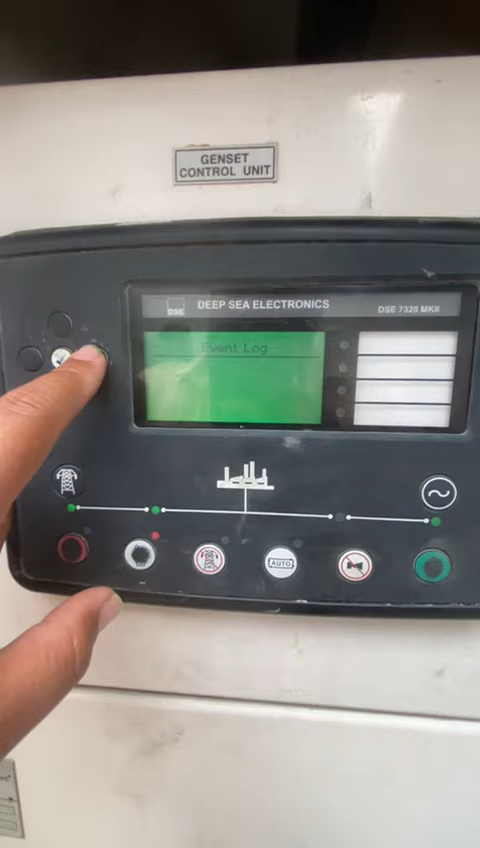 GENSET
CONTROL UNIT
DSE
DEEP SEA ELECTRONICS
DSE 7320 MKII
Event Log
AUTO